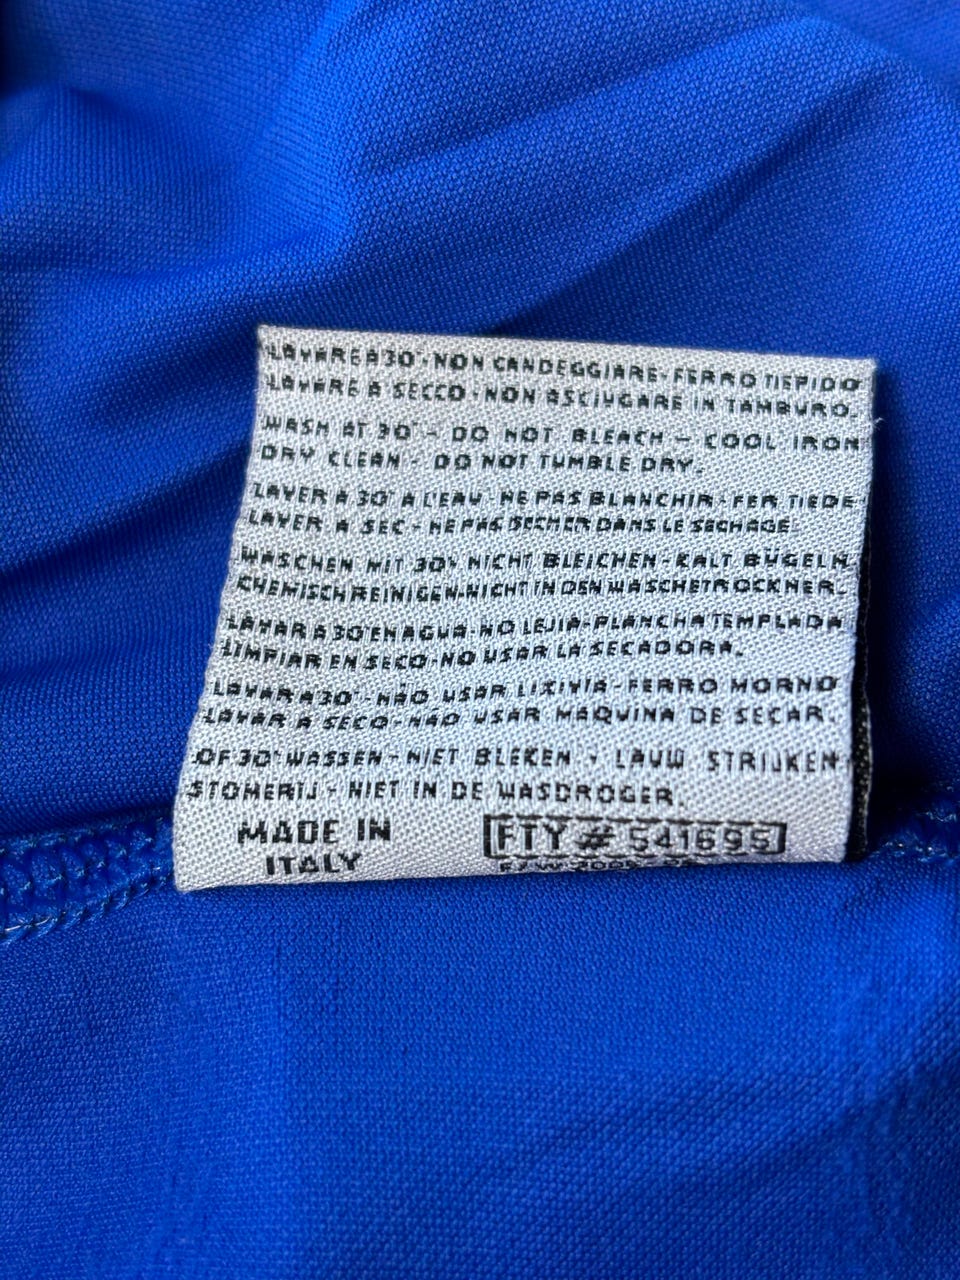 LAVARE A 30° - NON CANDEGGIARE - FERRO TIEPIDO
LAVARE A SECCO - NON ASCIUGARE IN TAMBURO.
WASH AT 30° - DO NOT BLEACH - COOL IRON
DRY CLEAN - DO NOT TUMBLE DRY.
LAVER A 30° A L'EAU - NE PAS BLANCHIR - FER TIEDE
LAVER A SEC - NE PAS SECHER DANS LE SECHAGE.
WASCHEN MIT 30° NICHT BLEICHEN - KALT BÜGELN
CHEMISCH REINIGEN - NICHT IN DEN WASCHETROCKNER.
LAVAR A 30° EN AGUA - NO LEJIA - PLANCHA TEMPLADA
LIMPIAR EN SECO - NO USAR LA SECADORA.
LAVAR A 30° - NÃO USAR LIXIVIA - FERRO MORNO
LAVAR A SECO - NAO USAR MAQUINA DE SECAR.
OF 30° WASSEN - NIET BLEKEN - LAUW STRIJKEN
STOMERIJ - NIET IN DE WASDROGER.
MADE IN
ITALY
FTY # 541695